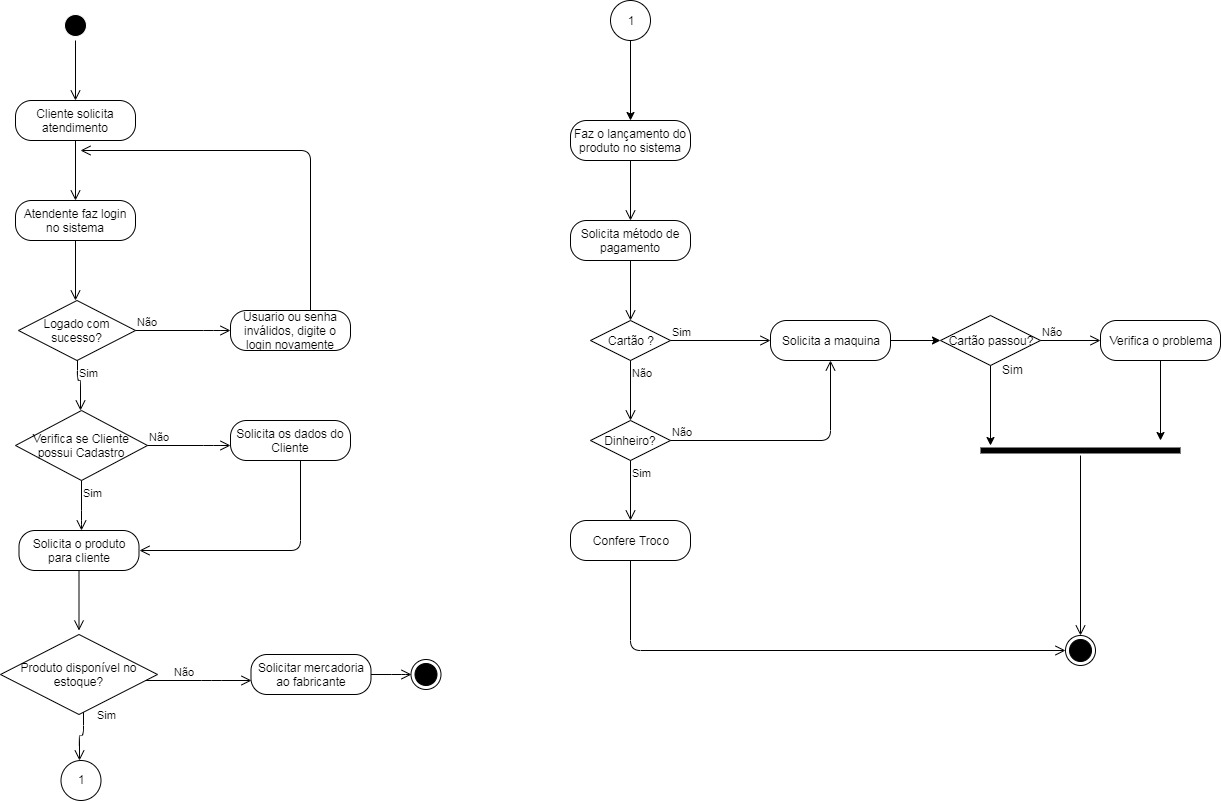 Cliente solicita
atendimento
Atendente faz login
no sistema
Logado com
sucesso?
Não
Usuario ou senha
inválidos, digite o
login novamente
Sim
Verifica se Cliente
possui Cadastro
Não
Solicita os dados do
Cliente
Sim
Solicita o produto
para cliente
Produto disponível no
estoque?
Não
Solicitar mercadoria
ao fabricante
Sim
1
1
Faz o lançamento do
produto no sistema
Solicita método de
pagamento
Cartão ?
Sim
Solicita a maquina
Cartão passou?
Não
Verifica o problema
Sim
Não
Dinheiro?
Não
Sim
Confere Troco